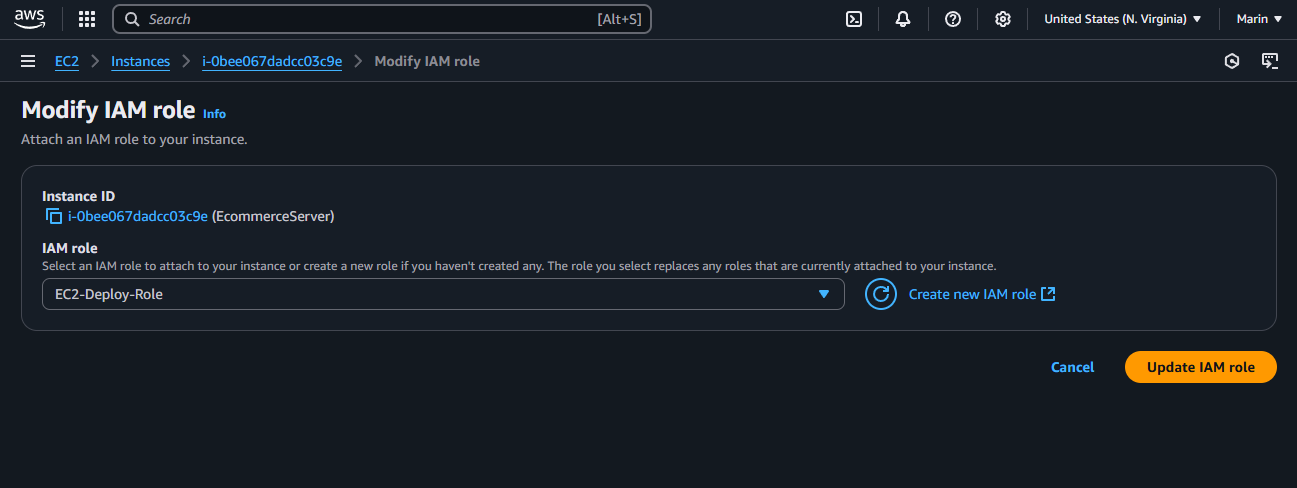 aws Search [Alt+S] United States (N. Virginia) Marin
EC2 Instances i-0bee067dadcc03c9e Modify IAM role
Modify IAM role Info
Attach an IAM role to your instance.
Instance ID
i-0bee067dadcc03c9e (EcommerceServer)
IAM role
Select an IAM role to attach to your instance or create a new role if you haven't created any. The role you select replaces any roles that are currently attached to your instance.
EC2-Deploy-Role Create new IAM role
Cancel Update IAM role